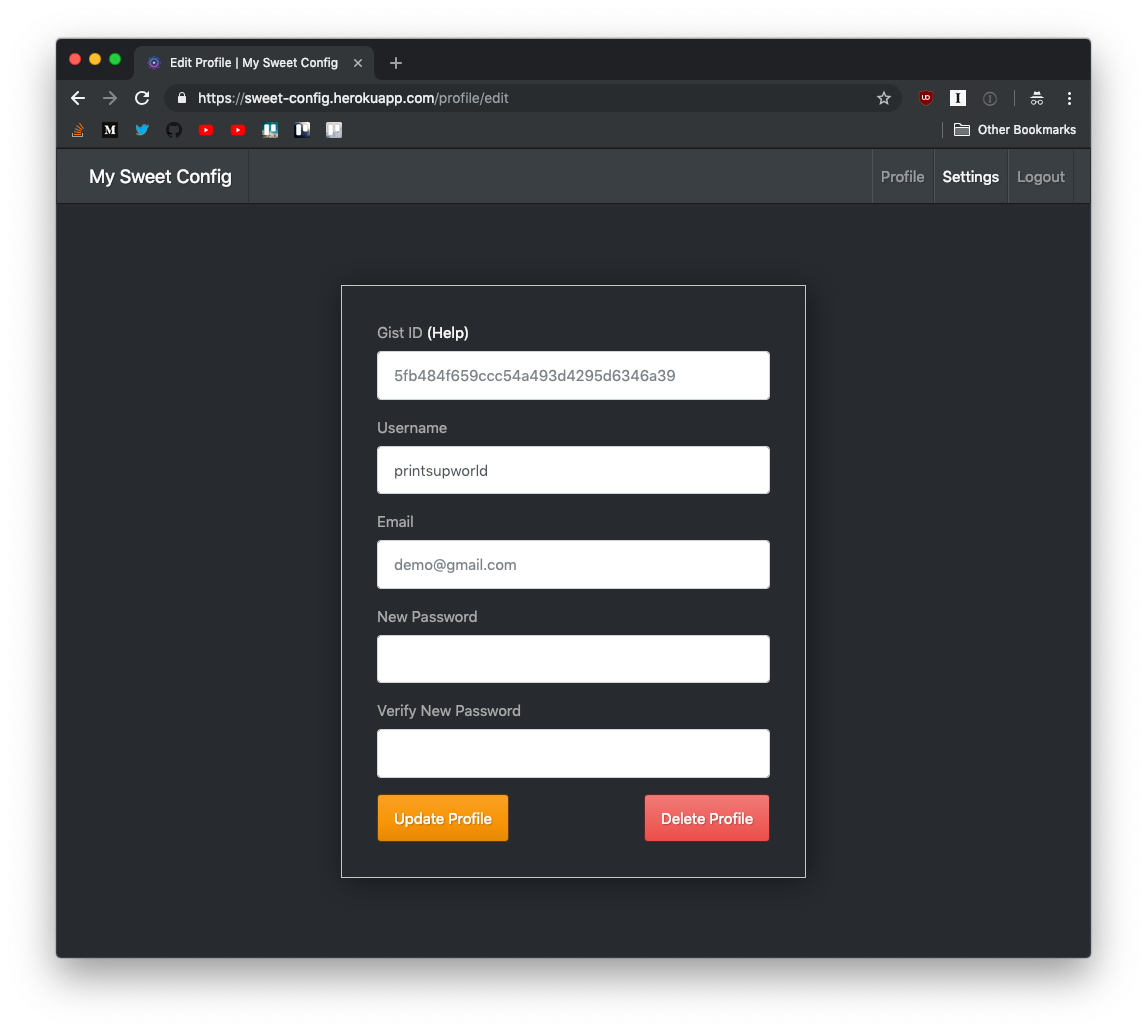 Edit Profile | My Sweet Config
https://sweet-config.herokuapp.com/profile/edit
Other Bookmarks
My Sweet Config
Profile
Settings
Logout
Gist ID (Help)
5fb484f659ccc54a493d4295d6346a39
Username
printsupworld
Email
demo@gmail.com
New Password
Verify New Password
Update Profile
Delete Profile